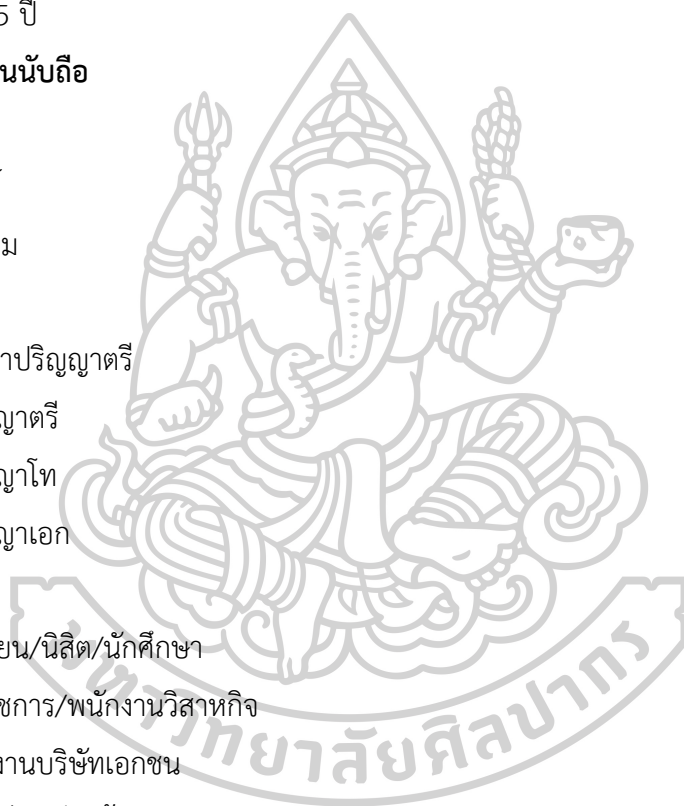 5 ปี
นนับถือ
ม
าปริญญาตรี
ญาตรี
ญาโท
ญาเอก
ยน/นิสิต/นักศึกษา
ชการ/พนักงานวิสาหกิจ
งานบริษัทเอกชน
มหาวิทยาลัยศิลปากร